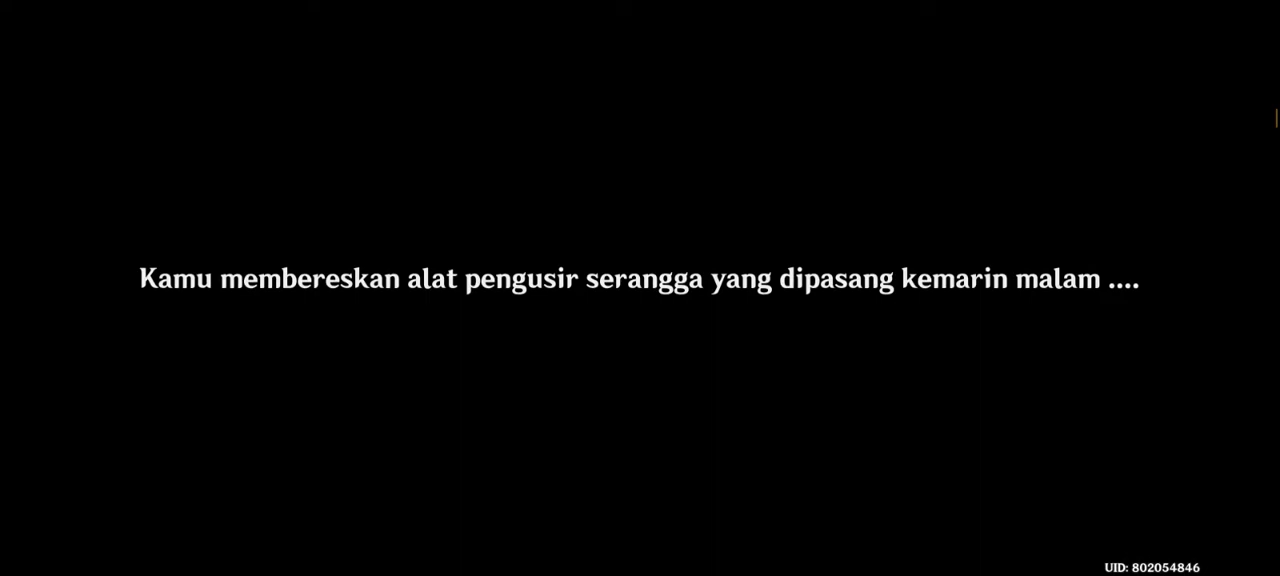 Kamu membereskan alat pengusir serangga yang dipasang kemarin malam ....
UID: 802054846